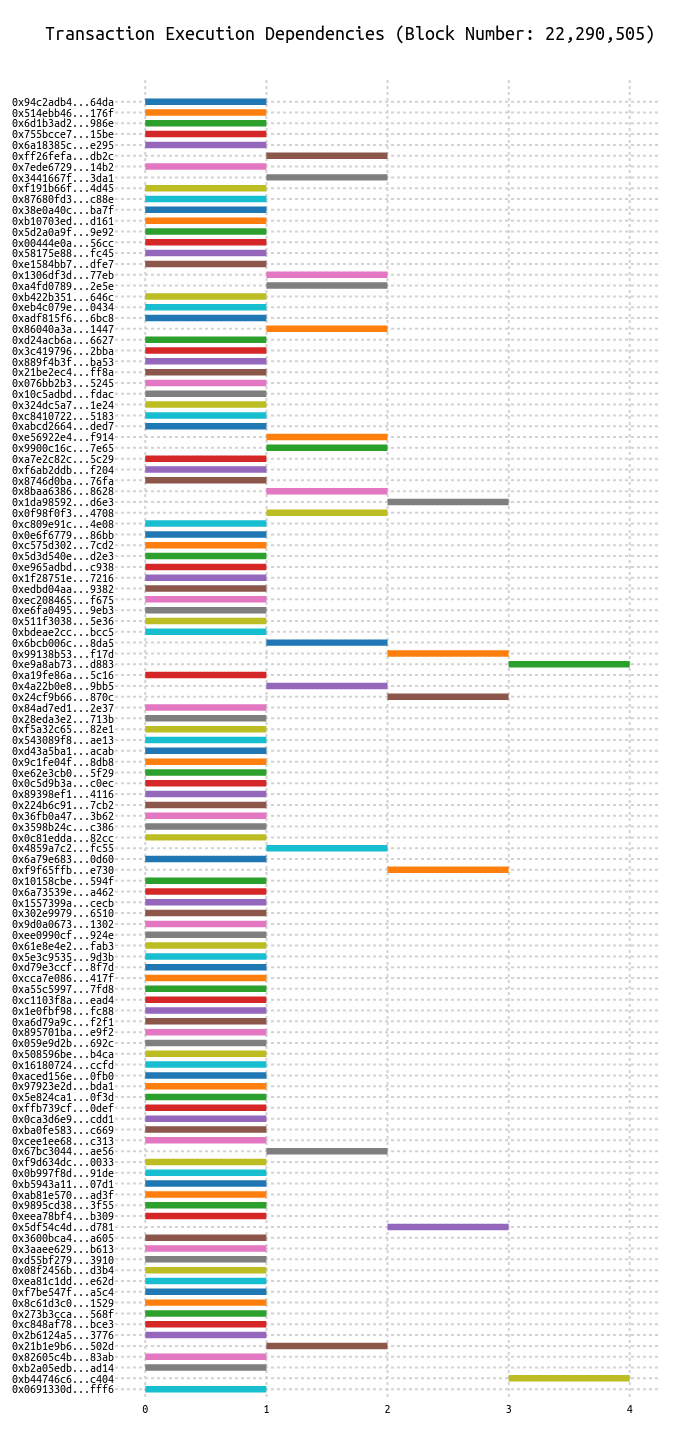 Transaction Execution Dependencies (Block Number: 22,290,505)
0x94c2adb4...64da
0x514ebb46...176f
0x6d1b3ad2...986e
0x755bcce7...15be
0x6a18385c...e295
0xff26fefa...db2c
0x7ede6729...14b2
0x3441667f...3da1
0xf191b66f...4d45
0x87680fd3...c88e
0x38e0a40c...ba7f
0xb10703ed...d161
0x5d2a0a9f...9e92
0x00444e0a...56cc
0x58175e88...fc45
0xe1584bb7...dfe7
0x1306df3d...77eb
0xa4fd0789...2e5e
0xb422b351...646c
0xeb4c079e...0434
0xadf815f6...6bc8
0x86040a3a...1447
0xd24acb6a...6627
0x3c419796...2bba
0x889f4b3f...ba53
0x21be2ec4...ff8a
0x076bb2b3...5245
0x10c5adbd...fdac
0x324dc5a7...1e24
0xc8410722...5183
0xabcd2664...ded7
0xe56922e4...f914
0x9900c16c...7e65
0xa7e2c82c...5c29
0xf6ab2ddb...f204
0x8746d0ba...76fa
0x8baa6386...8628
0x1da98592...d6e3
0x0f98f0f3...4708
0xc809e91c...4e08
0x0e6f6779...86bb
0xc575d302...7cd2
0x5d3d540e...d2e3
0xe965adbd...c938
0x1f28751e...7216
0xedbd04aa...9382
0xec208465...f675
0xe6fa0495...9eb3
0x511f3038...5e36
0xbdeae2cc...bcc5
0x6bcb006c...8da5
0x99138b53...f17d
0xe9a8ab73...d883
0xa19fe86a...5c16
0x4a22b0e8...9bb5
0x24cf9b66...870c
0x84ad7ed1...2e37
0x28eda3e2...713b
0xf5a32c65...82e1
0x543089f8...ae13
0xd43a5ba1...acab
0x9c1fe04f...8db8
0xe62e3cb0...5f29
0x0c5d9b3a...c0ec
0x89398ef1...4116
0x224b6c91...7cb2
0x36fb0a47...3b62
0x3598b24c...c386
0x0c81edda...82cc
0x4859a7c2...fc55
0x6a79e683...0d60
0xf9f65ffb...e730
0x10158cbe...594f
0x6a73539e...a462
0x1557399a...cecb
0x302e9979...6510
0x9d0a0673...1302
0xee0990cf...924e
0x61e8e4e2...fab3
0x5e3c9535...9d3b
0xd79e3ccf...8f7d
0xcca7e086...417f
0xa55c5997...7fd8
0xc1103f8a...ead4
0x1e0fbf98...fc88
0xa6d79a9c...f2f1
0x895701ba...e9f2
0x059e9d2b...692c
0x508596be...b4ca
0x16180724...ccfd
0xaced156e...0fb0
0x97923e2d...bda1
0x5e824ca1...0f3d
0xffb739cf...0def
0x0ca3d6e9...cdd1
0xba0fe583...c669
0xcee1ee68...c313
0x67bc3044...ae56
0xf9d634dc...0033
0x0b997f8d...91de
0xb5943a11...07d1
0xab81e570...ad3f
0x9895cd38...3f55
0xeea78bf4...b309
0x5df54c4d...d781
0x3600bca4...a605
0x3aaee629...b613
0xd55bf279...3910
0x08f2456b...d3b4
0xea81c1dd...e62d
0xf7be547f...a5c4
0x8c61d3c0...1529
0x273b3cca...568f
0xc848af78...bce3
0x2b6124a5...3776
0x21b1e9b6...502d
0x82605c4b...83ab
0xb2a05edb...ad14
0xb44746c6...c404
0x0691330d...fff6
0 1 2 3 4